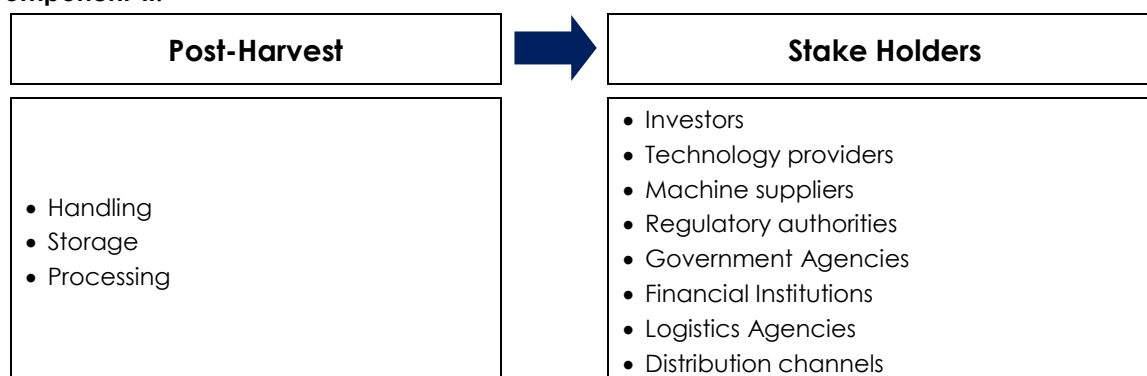 Post-Harvest
Stake Holders
• Handling
• Storage
• Processing
• Investors
• Technology providers
• Machine suppliers
• Regulatory authorities
• Government Agencies
• Financial Institutions
• Logistics Agencies
• Distribution channels